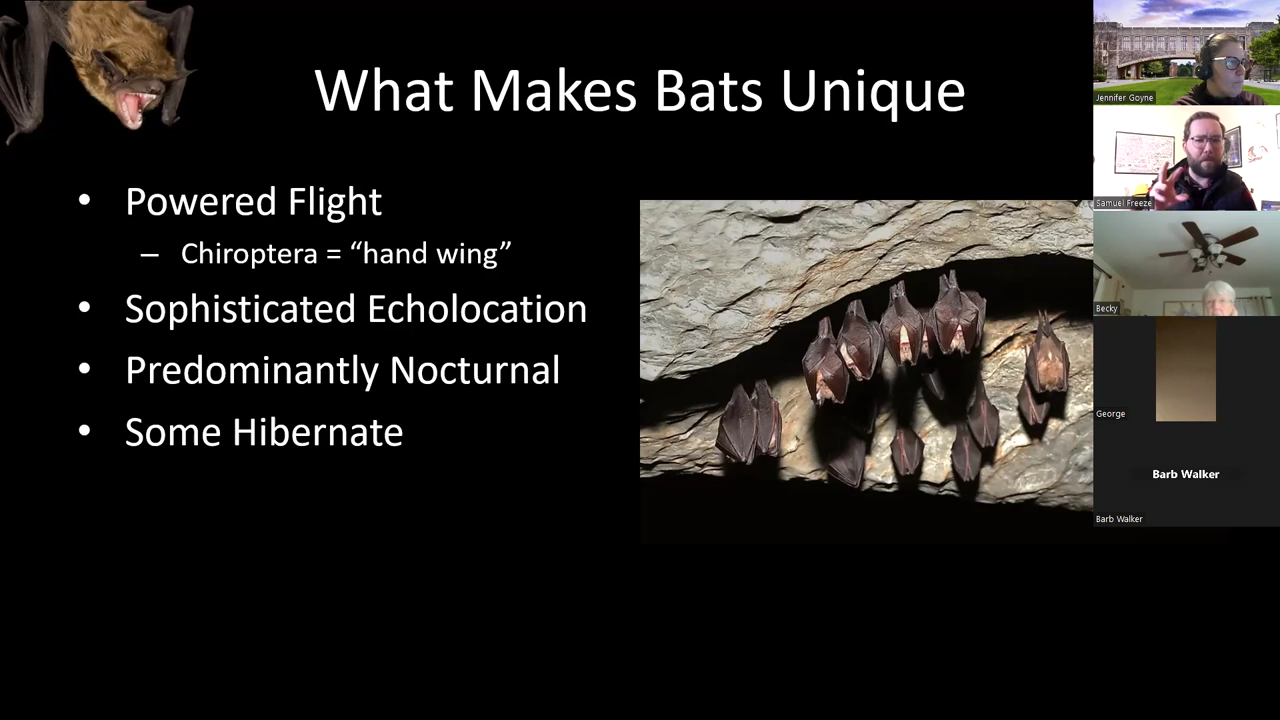 What Makes Bats Unique
• Powered Flight
– Chiroptera = “hand wing”
• Sophisticated Echolocation
• Predominantly Nocturnal
• Some Hibernate
Jennifer Goyne
Samuel Freeze
Becky
George
Barb Walker
Barb Walker